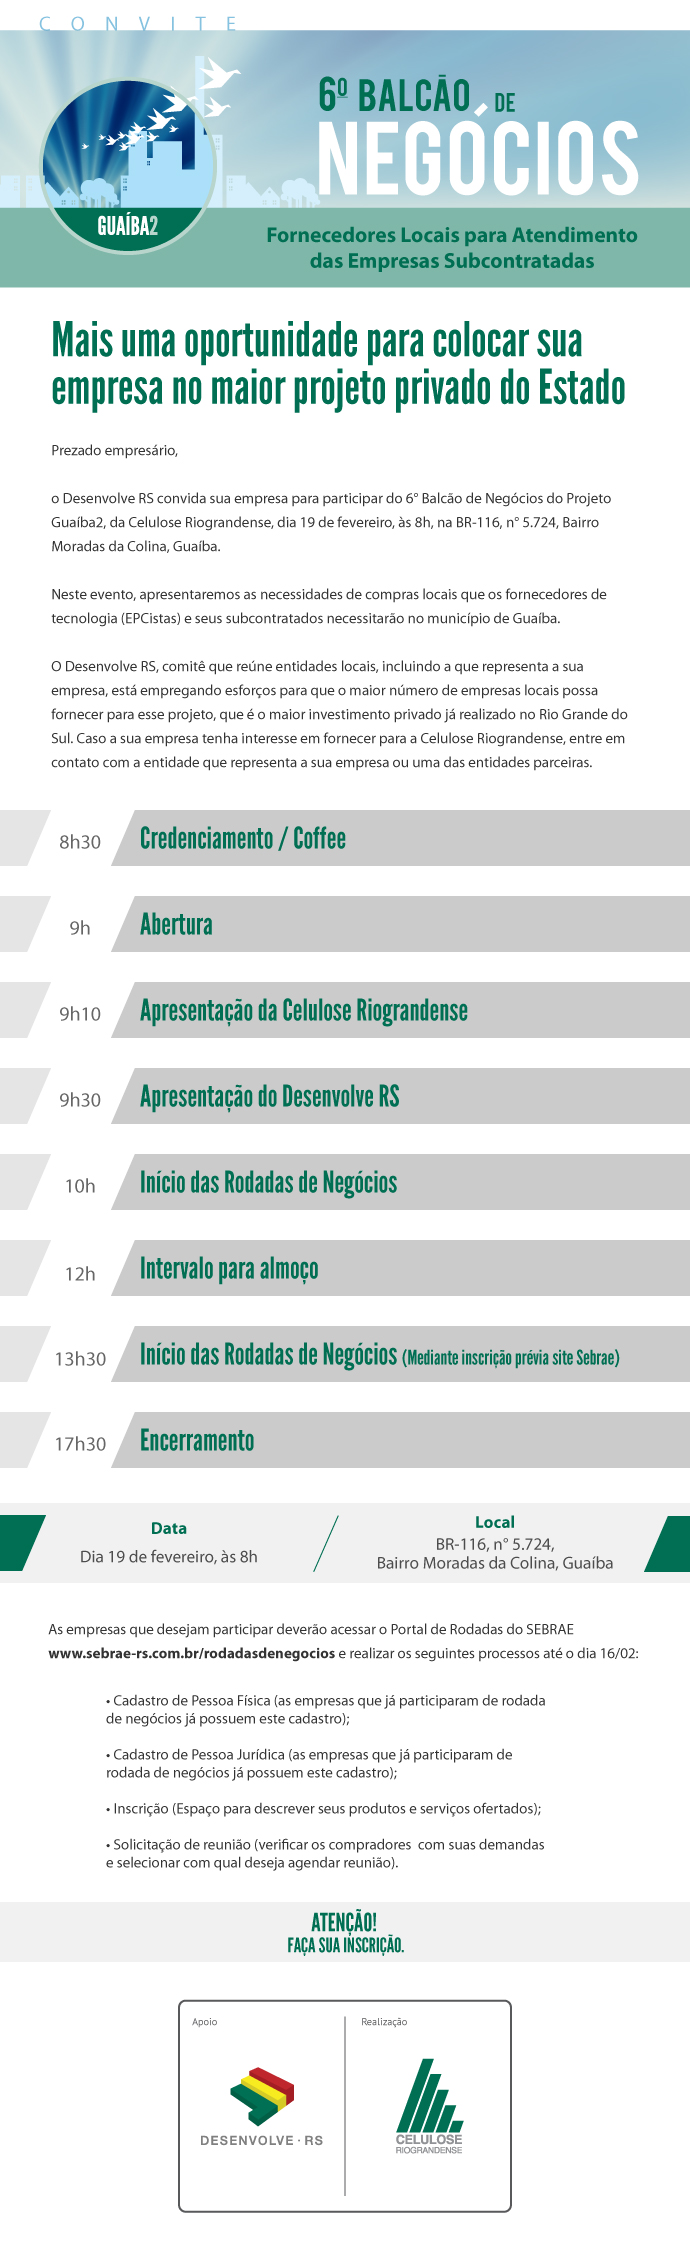 CONVITE
6º BALCÃO DE
NEGÓCIOS
GUAÍBA2
Fornecedores Locais para Atendimento
das Empresas Subcontratadas
Mais uma oportunidade para colocar sua
empresa no maior projeto privado do Estado
Prezado empresário,
o Desenvolve RS convida sua empresa para participar do 6° Balcão de Negócios do Projeto
Guaíba2, da Celulose Riograndense, dia 19 de fevereiro, às 8h, na BR-116, n° 5.724, Bairro
Moradas da Colina, Guaíba.
Neste evento, apresentaremos as necessidades de compras locais que os fornecedores de
tecnologia (EPCistas) e seus subcontratados necessitarão no município de Guaíba.
O Desenvolve RS, comitê que reúne entidades locais, incluindo a que representa a sua
empresa, está empregando esforços para que o maior número de empresas locais possa
fornecer para esse projeto, que é o maior investimento privado já realizado no Rio Grande do
Sul. Caso a sua empresa tenha interesse em fornecer para a Celulose Riograndense, entre em
contato com a entidade que representa a sua empresa ou uma das entidades parceiras.
8h30 Credenciamento / Coffee
9h Abertura
9h10 Apresentação da Celulose Riograndense
9h30 Apresentação do Desenvolve RS
10h Início das Rodadas de Negócios
12h Intervalo para almoço
13h30 Início das Rodadas de Negócios (Mediante inscrição prévia site Sebrae)
17h30 Encerramento
Data
Dia 19 de fevereiro, às 8h
Local
BR-116, n° 5.724,
Bairro Moradas da Colina, Guaíba
As empresas que desejam participar deverão acessar o Portal de Rodadas do SEBRAE
www.sebrae-rs.com.br/rodadasdenegocios e realizar os seguintes processos até o dia 16/02:
• Cadastro de Pessoa Física (as empresas que já participaram de rodada
de negócios já possuem este cadastro);
• Cadastro de Pessoa Jurídica (as empresas que já participaram de
rodada de negócios já possuem este cadastro);
• Inscrição (Espaço para descrever seus produtos e serviços ofertados);
• Solicitação de reunião (verificar os compradores com suas demandas
e selecionar com qual deseja agendar reunião).
ATENÇÃO!
FAÇA SUA INSCRIÇÃO.
Apoio
DESENVOLVE · RS
Realização
CELULOSE
RIOGRANDENSE